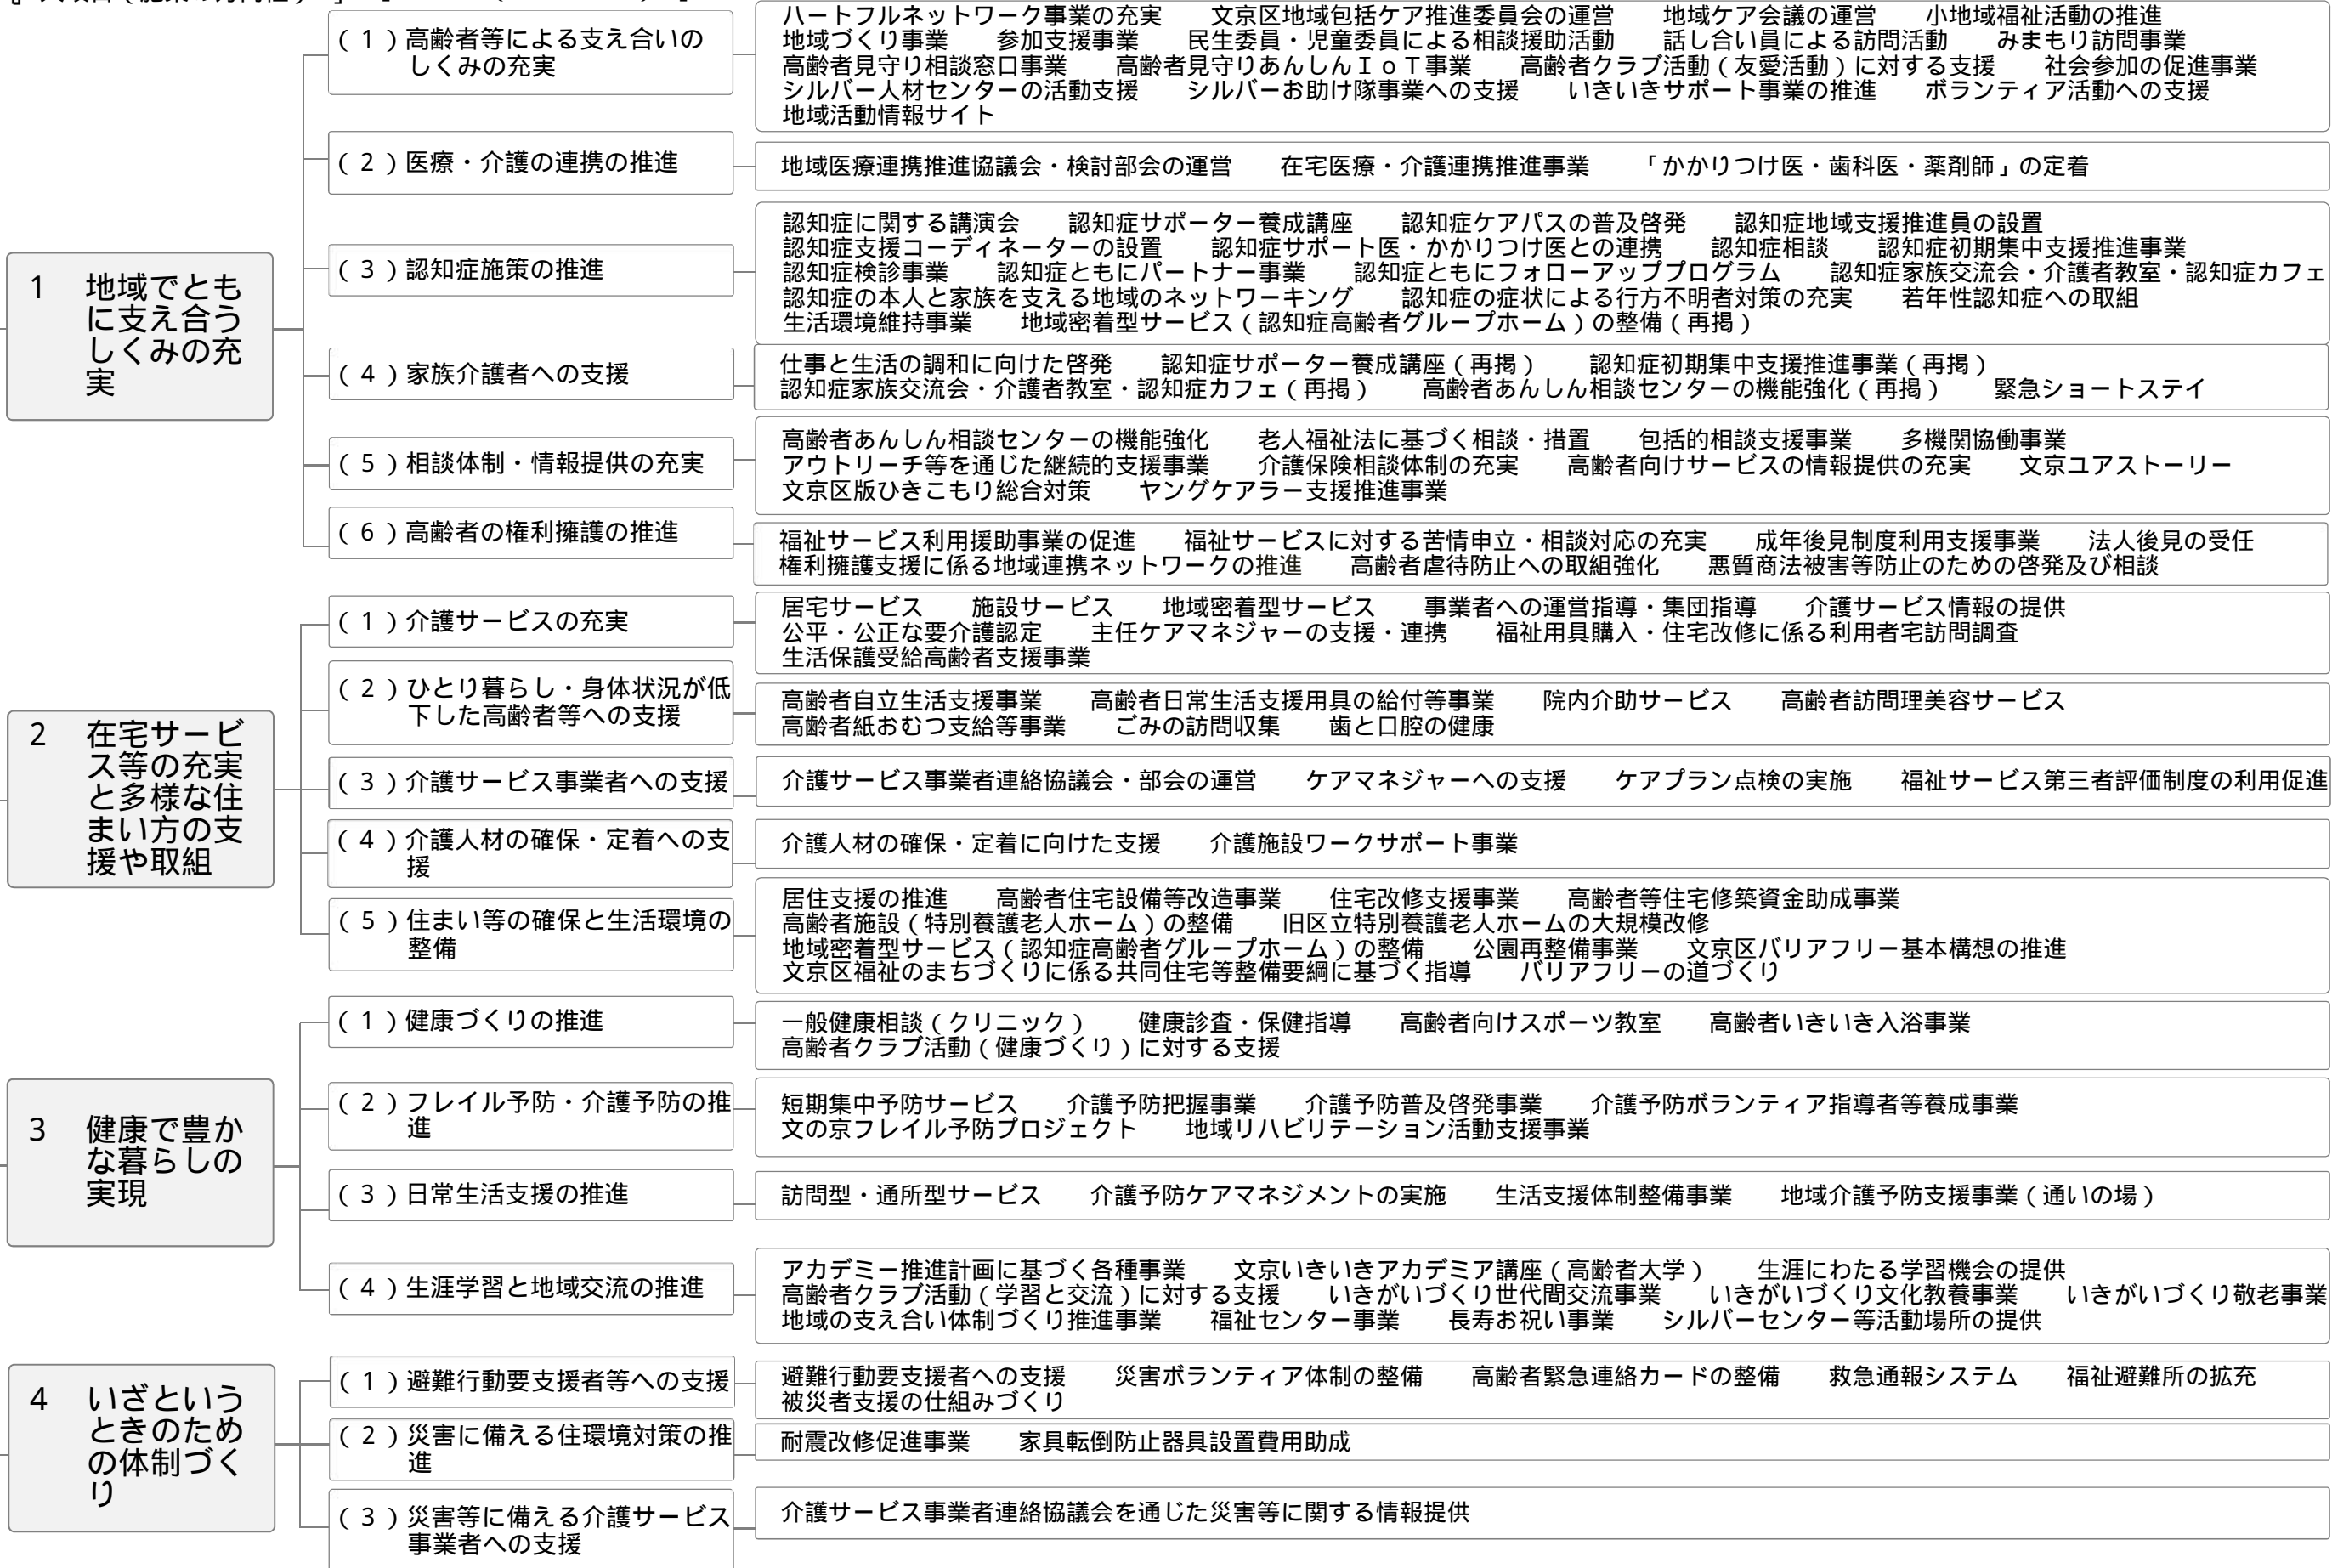 1　地域でとも
に支え合う
しくみの充
実
(1)高齢者等による支え合いの
しくみの充実
ハートフルネットワーク事業の充実　文京区地域包括ケア推進委員会の運営　地域ケア会議の運営　小地域福祉活動の推進
地域づくり事業　参加支援事業　民生委員・児童委員による相談援助活動　話し合い員による訪問活動　みまもり訪問事業
高齢者見守り相談窓口事業　高齢者見守りあんしんＩｏＴ事業　高齢者クラブ活動(友愛活動)に対する支援　社会参加の促進事業
シルバー人材センターの活動支援　シルバーお助け隊事業への支援　いきいきサポート事業の推進　ボランティア活動への支援
地域活動情報サイト
(2)医療・介護の連携の推進
地域医療連携推進協議会・検討部会の運営　在宅医療・介護連携推進事業　「かかりつけ医・歯科医・薬剤師」の定着
(3)認知症施策の推進
認知症に関する講演会　認知症サポーター養成講座　認知症ケアパスの普及啓発　認知症地域支援推進員の設置
認知症支援コーディネーターの設置　認知症サポート医・かかりつけ医との連携　認知症相談　認知症初期集中支援推進事業
認知症検診事業　認知症ともにパートナー事業　認知症ともにフォローアッププログラム　認知症家族交流会・介護者教室・認知症カフェ
認知症の本人と家族を支える地域のネットワーキング　認知症の症状による行方不明者対策の充実　若年性認知症への取組
生活環境維持事業　地域密着型サービス(認知症高齢者グループホーム)の整備(再掲)
(4)家族介護者への支援
仕事と生活の調和に向けた啓発　認知症サポーター養成講座(再掲)　認知症初期集中支援推進事業(再掲)
認知症家族交流会・介護者教室・認知症カフェ(再掲)　高齢者あんしん相談センターの機能強化(再掲)　緊急ショートステイ
(5)相談体制・情報提供の充実
高齢者あんしん相談センターの機能強化　老人福祉法に基づく相談・措置　包括的相談支援事業　多機関協働事業
アウトリーチ等を通じた継続的支援事業　介護保険相談体制の充実　高齢者向けサービスの情報提供の充実　文京ユアストーリー
文京区版ひきこもり総合対策　ヤングケアラー支援推進事業
(6)高齢者の権利擁護の推進
福祉サービス利用援助事業の促進　福祉サービスに対する苦情申立・相談対応の充実　成年後見制度利用支援事業　法人後見の受任
権利擁護支援に係る地域連携ネットワークの推進　高齢者虐待防止への取組強化　悪質商法被害等防止のための啓発及び相談
2　在宅サービ
ス等の充実
と多様な住
まい方の支
援や取組
(1)介護サービスの充実
居宅サービス　施設サービス　地域密着型サービス　事業者への運営指導・集団指導　介護サービス情報の提供
公平・公正な要介護認定　主任ケアマネジャーの支援・連携　福祉用具購入・住宅改修に係る利用者宅訪問調査
生活保護受給高齢者支援事業
(2)ひとり暮らし・身体状況が低
下した高齢者等への支援
高齢者自立生活支援事業　高齢者日常生活支援用具の給付等事業　院内介助サービス　高齢者訪問理美容サービス
高齢者紙おむつ支給等事業　ごみの訪問収集　歯と口腔の健康
(3)介護サービス事業者への支援
介護サービス事業者連絡協議会・部会の運営　ケアマネジャーへの支援　ケアプラン点検の実施　福祉サービス第三者評価制度の利用促進
(4)介護人材の確保・定着への支
援
介護人材の確保・定着に向けた支援　介護施設ワークサポート事業
(5)住まい等の確保と生活環境の
整備
居住支援の推進　高齢者住宅設備等改造事業　住宅改修支援事業　高齢者等住宅修築資金助成事業
高齢者施設(特別養護老人ホーム)の整備　旧区立特別養護老人ホームの大規模改修
地域密着型サービス(認知症高齢者グループホーム)の整備　公園再整備事業　文京区バリアフリー基本構想の推進
文京区福祉のまちづくりに係る共同住宅等整備要綱に基づく指導　バリアフリーの道づくり
3　健康で豊か
な暮らしの
実現
(1)健康づくりの推進
一般健康相談(クリニック)　健康診査・保健指導　高齢者向けスポーツ教室　高齢者いきいき入浴事業
高齢者クラブ活動(健康づくり)に対する支援
(2)フレイル予防・介護予防の推
進
短期集中予防サービス　介護予防把握事業　介護予防普及啓発事業　介護予防ボランティア指導者等養成事業
文の京フレイル予防プロジェクト　地域リハビリテーション活動支援事業
(3)日常生活支援の推進
訪問型・通所型サービス　介護予防ケアマネジメントの実施　生活支援体制整備事業　地域介護予防支援事業(通いの場)
(4)生涯学習と地域交流の推進
アカデミー推進計画に基づく各種事業　文京いきいきアカデミア講座(高齢者大学)　生涯にわたる学習機会の提供
高齢者クラブ活動(学習と交流)に対する支援　いきがいづくり世代間交流事業　いきがいづくり文化教養事業　いきがいづくり敬老事業
地域の支え合い体制づくり推進事業　福祉センター事業　長寿お祝い事業　シルバーセンター等活動場所の提供
4　いざという
ときのため
の体制づく
り
(1)避難行動要支援者等への支援
避難行動要支援者への支援　災害ボランティア体制の整備　高齢者緊急連絡カードの整備　救急通報システム　福祉避難所の拡充
被災者支援の仕組みづくり
(2)災害に備える住環境対策の推
進
耐震改修促進事業　家具転倒防止器具設置費用助成
(3)災害等に備える介護サービス
事業者への支援
介護サービス事業者連絡協議会を通じた災害等に関する情報提供